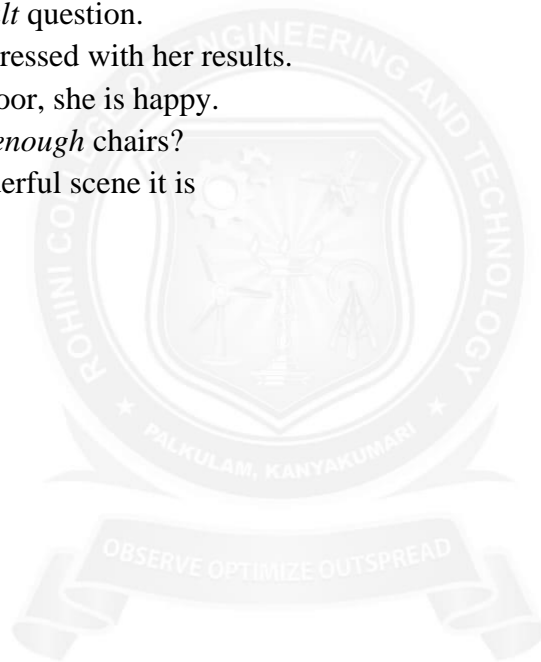 lt question.
ressed with her results.
oor, she is happy.
enough chairs?
derful scene it is
ROHINI COLLEGE OF ENGINEERING AND TECHNOLOGY
PALKULAM, KANYAKUMARI
OBSERVE OPTIMIZE OUTSPREAD